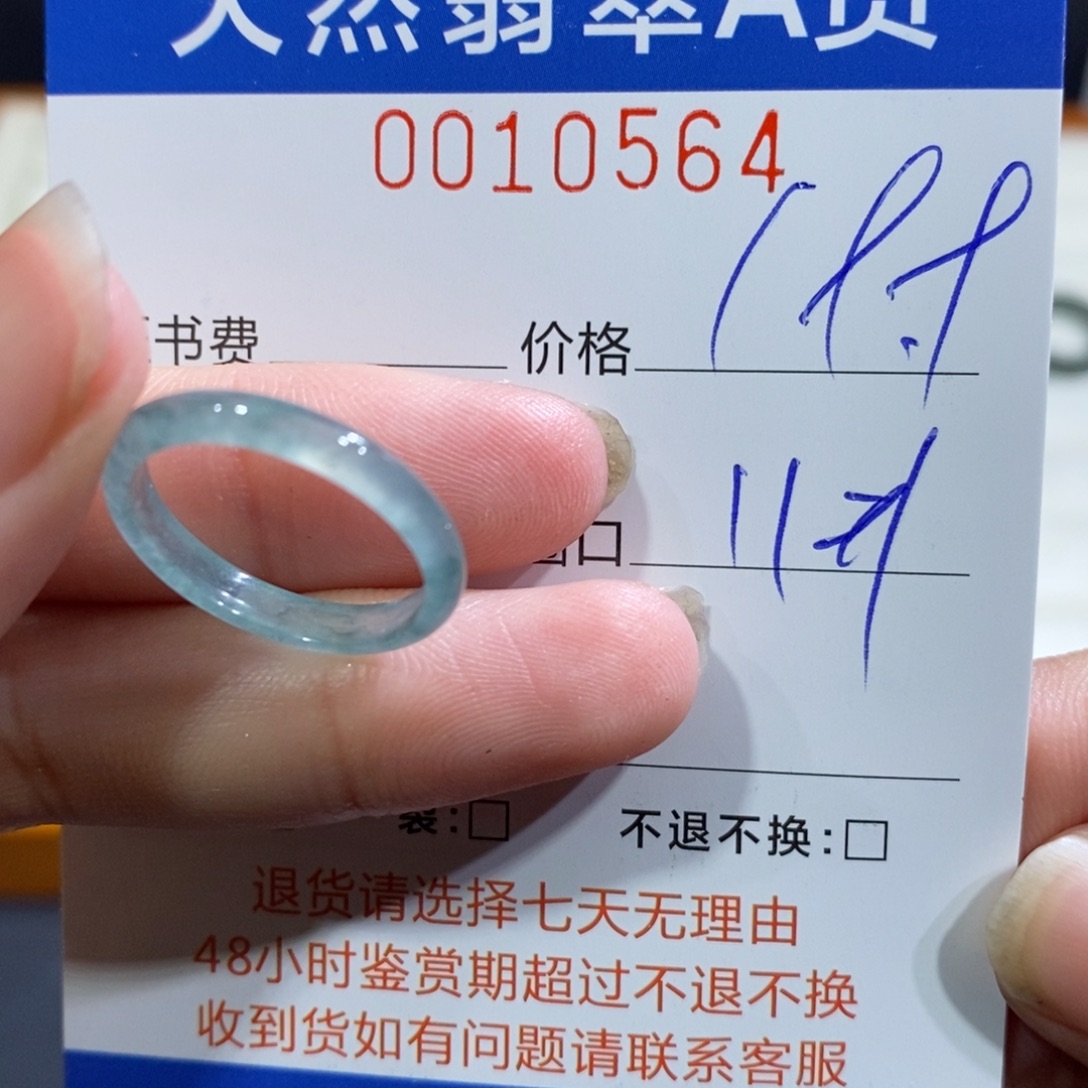 天然翡翠A货
0010564
书费
价格
口
11
裂:□
不退不换:□
退货请选择七天无理由
48小时鉴赏期超过不退不换
收到货如有问题请联系客服